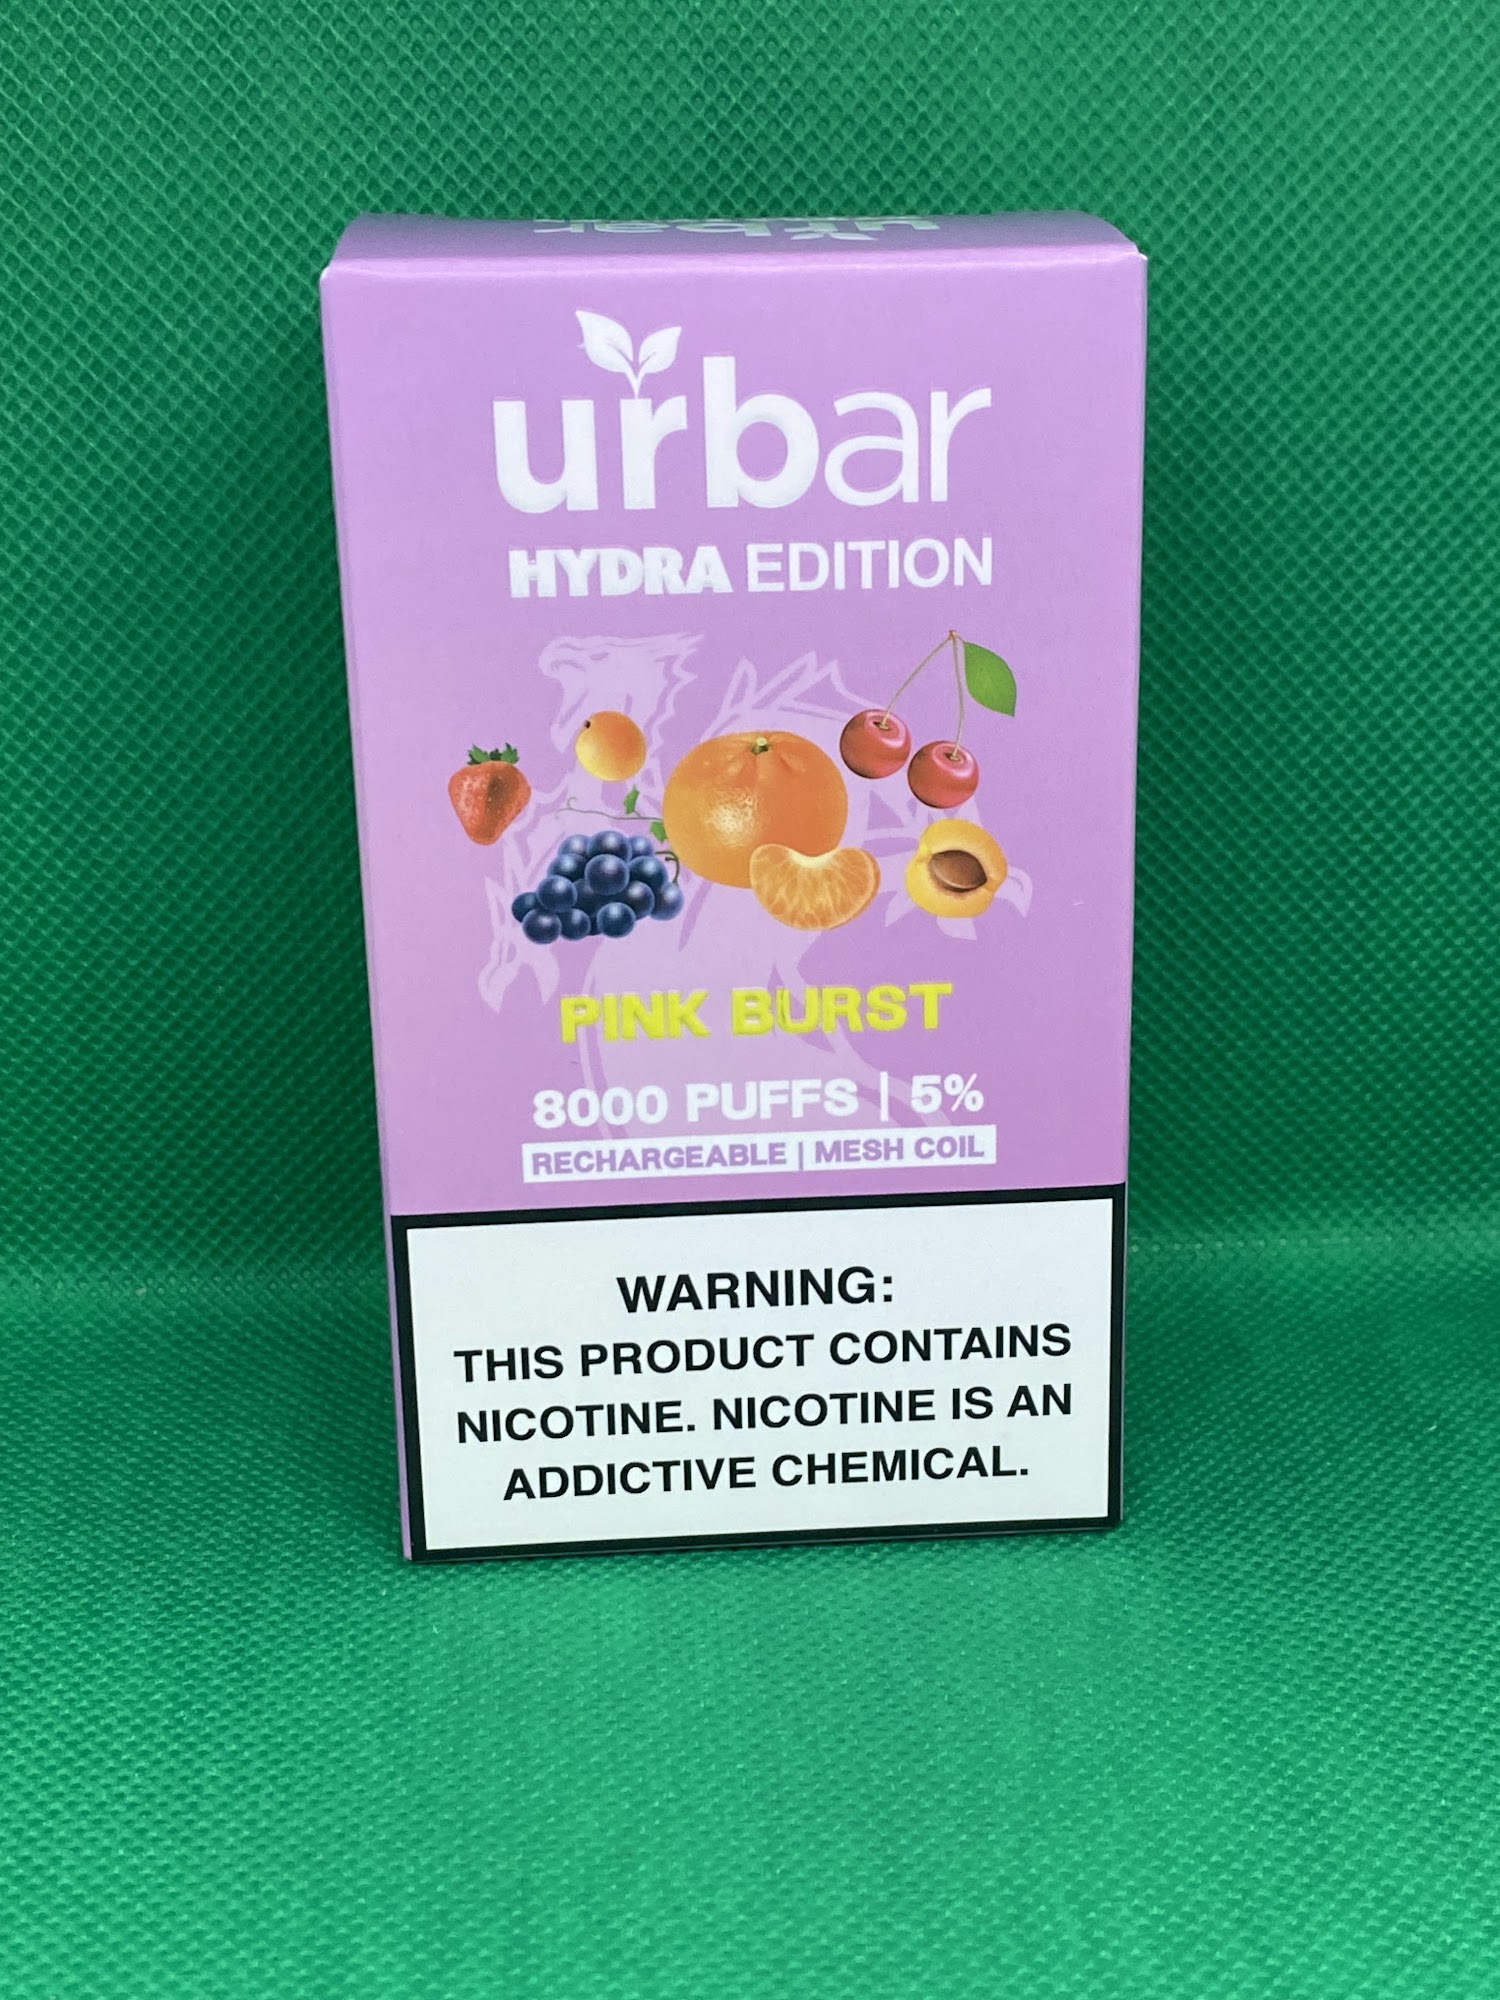 urbar
urbar
HYDRA EDITION
PINK BURST
8000 PUFFS | 5%
RECHARGEABLE | MESH COIL
WARNING:
THIS PRODUCT CONTAINS
NICOTINE. NICOTINE IS AN
ADDICTIVE CHEMICAL.